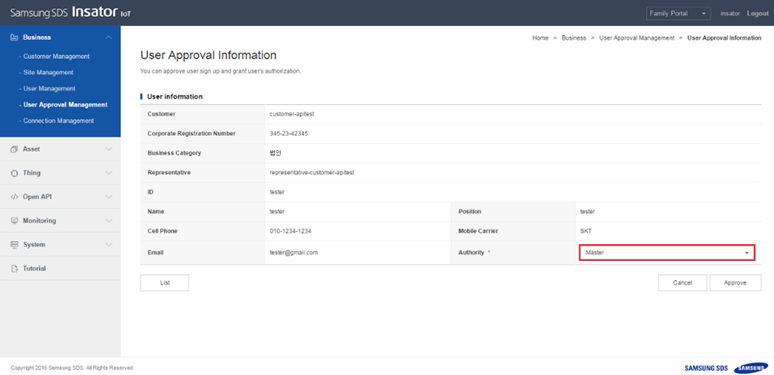 Samsung SDS Insator IoT
Family Portal insator Logout
Business
- Customer Management
- Site Management
- User Management
- User Approval Management
- Connection Management
Asset
Thing
Open API
Monitoring
System
Tutorial
Home > Business > User Approval Management > User Approval Information
User Approval Information
You can approve user sign up and grant user's authorization.
User information
Customer customer-apitest
Corporate Registration Number 345-23-42345
Business Category 법인
Representative representative-customer-apitest
ID tester
Name tester Position tester
Cell Phone 010-1234-1234 Mobile Carrier SKT
Email tester@gmail.com Authority * Master
List Cancel Approve
Copyright 2016 Samsung SDS. All Rights Reserved SAMSUNG SDS SAMSUNG